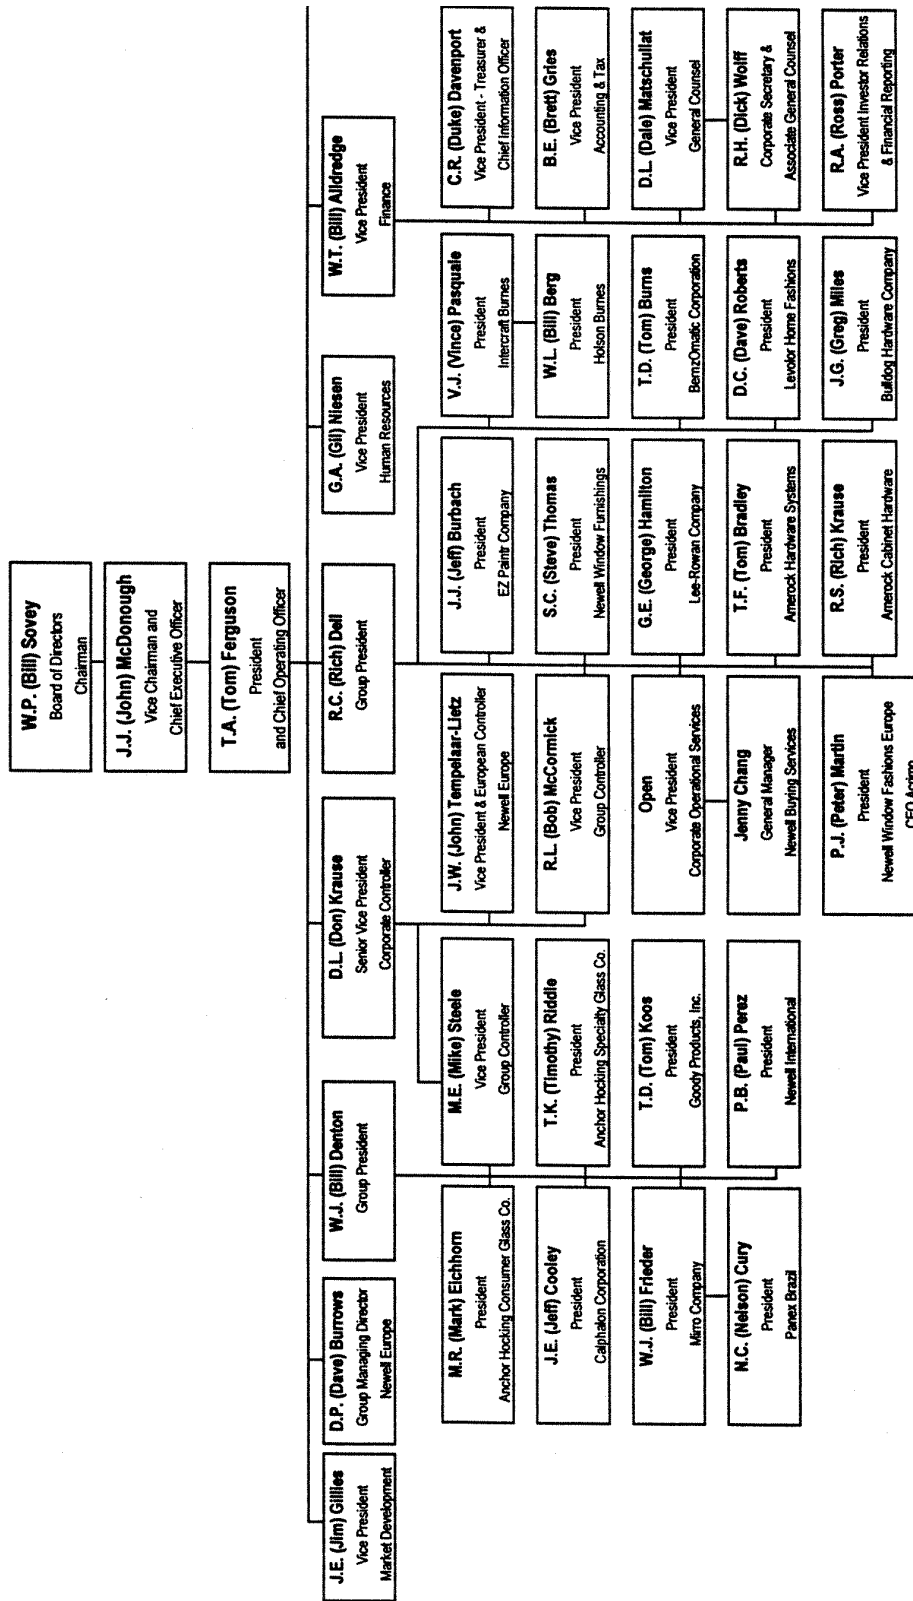 W.P. (Bill) Sovey
Board of Directors
Chairman
J.J. (John) McDonough
Vice Chairman and
Chief Executive Officer
T.A. (Tom) Ferguson
President
and Chief Operating Officer
J.E. (Jim) Gillies
Vice President
Market Development
D.P. (Dave) Burrows
Group Managing Director
Newell Europe
W.J. (Bill) Denton
Group President
D.L. (Don) Krause
Senior Vice President
Corporate Controller
R.C. (Rich) Dell
Group President
G.A. (Gil) Niesen
Vice President
Human Resources
W.T. (Bill) Alldredge
Vice President
Finance
M.R. (Mark) Eichhorn
President
Anchor Hocking Consumer Glass Co.
M.E. (Mike) Steele
Vice President
Group Controller
J.W. (John) Tempelaar-Lietz
Vice President & European Controller
Newell Europe
J.J. (Jeff) Burbach
President
EZ Paintr Company
V.J. (Vince) Pasquale
President
Intercraft Burnes
C.R. (Duke) Davenport
Vice President - Treasurer &
Chief Information Officer
J.E. (Jeff) Cooley
President
Calphalon Corporation
T.K. (Timothy) Riddle
President
Anchor Hocking Specialty Glass Co.
R.L. (Bob) McCormick
Vice President
Group Controller
S.C. (Steve) Thomas
President
Newell Window Furnishings
W.L. (Bill) Berg
President
Holson Burnes
B.E. (Brett) Gries
Vice President
Accounting & Tax
W.J. (Bill) Frieder
President
Mirro Company
T.D. (Tom) Koos
President
Goody Products, Inc.
Open
Vice President
Corporate Operational Services
G.E. (George) Hamilton
President
Lee-Rowan Company
T.D. (Tom) Burns
President
BernzOmatic Corporation
D.L. (Dale) Matschullat
Vice President
General Counsel
N.C. (Nelson) Cury
President
Panex Brazil
P.B. (Paul) Perez
President
Newell International
Jenny Chang
General Manager
Newell Buying Services
T.F. (Tom) Bradley
President
Amerock Hardware Systems
D.C. (Dave) Roberts
President
Levolor Home Fashions
R.H. (Dick) Wolff
Corporate Secretary &
Associate General Counsel
P.J. (Peter) Martin
President
Newell Window Fashions Europe
CEO Acrimo
R.S. (Rich) Krause
President
Amerock Cabinet Hardware
J.G. (Greg) Miles
President
Bulldog Hardware Company
R.A. (Ross) Porter
Vice President Investor Relations
& Financial Reporting